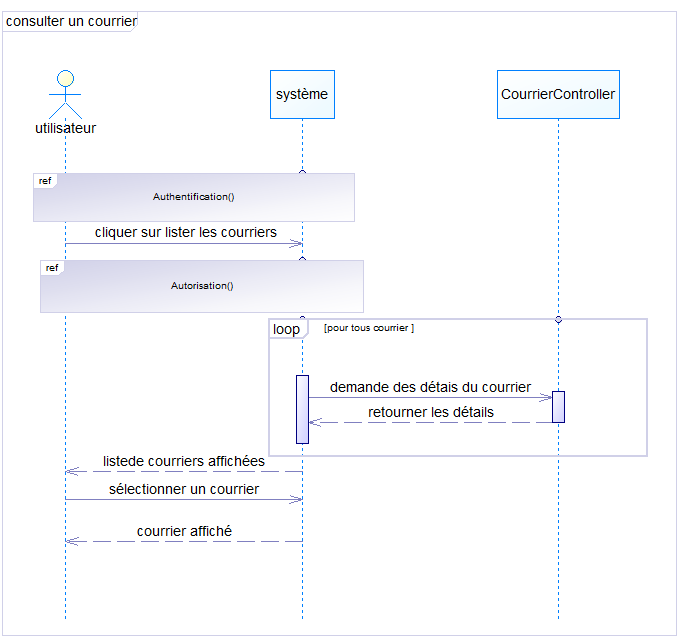 consulter un courrier
système
CourrierController
utilisateur
ref
Authentification()
cliquer sur lister les courriers
ref
Autorisation()
loop
[pour tous courrier ]
demande des détais du courrier
retourner les détails
listede courriers affichées
sélectionner un courrier
courrier affiché